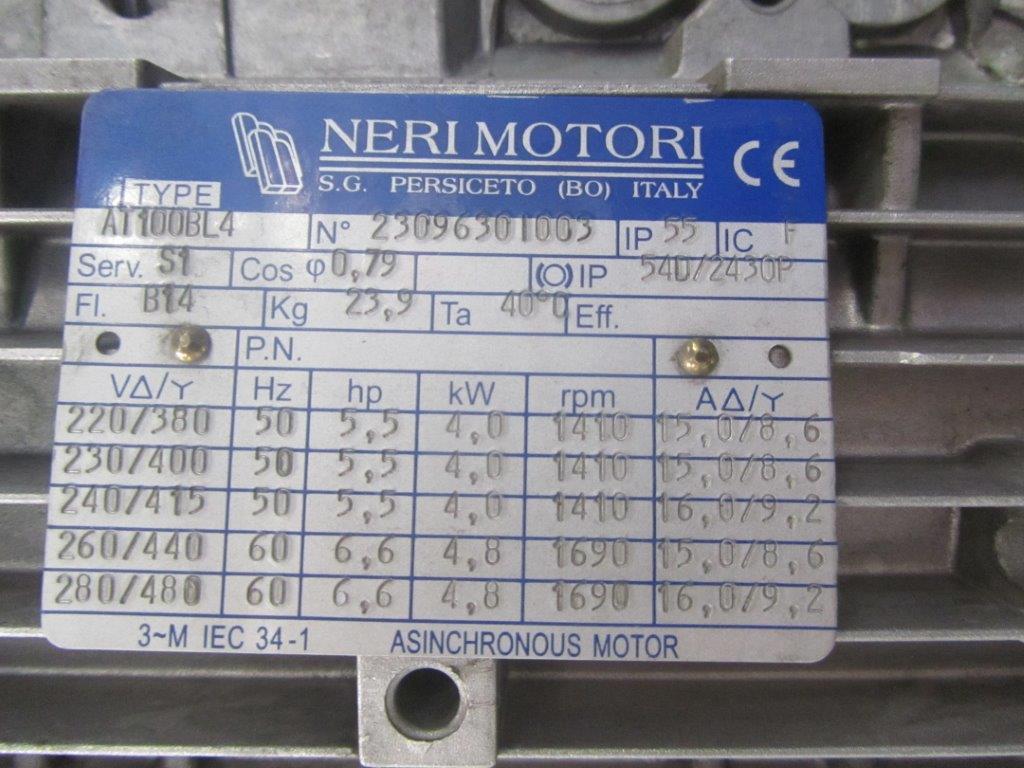 NERI MOTORI CE
S.G. PERSICETO (BO) ITALY
TYPE
AT100BL4 N° 23096301003 IP 55 IC F
Serv. S1 Cos φ 0,79 IP 54D/2430P
Fl. B14 Kg 23,9 Ta 40°C Eff.
P.N.
VΔ/Y Hz hp kW rpm AΔ/Y
220/380 50 5,5 4,0 1410 15,0/8,6
230/400 50 5,5 4,0 1410 15,0/8,6
240/415 50 5,5 4,0 1410 16,0/9,2
260/440 60 6,6 4,8 1690 15,0/8,6
280/480 60 6,6 4,8 1690 16,0/9,2
3~M IEC 34-1 ASINCHRONOUS MOTOR